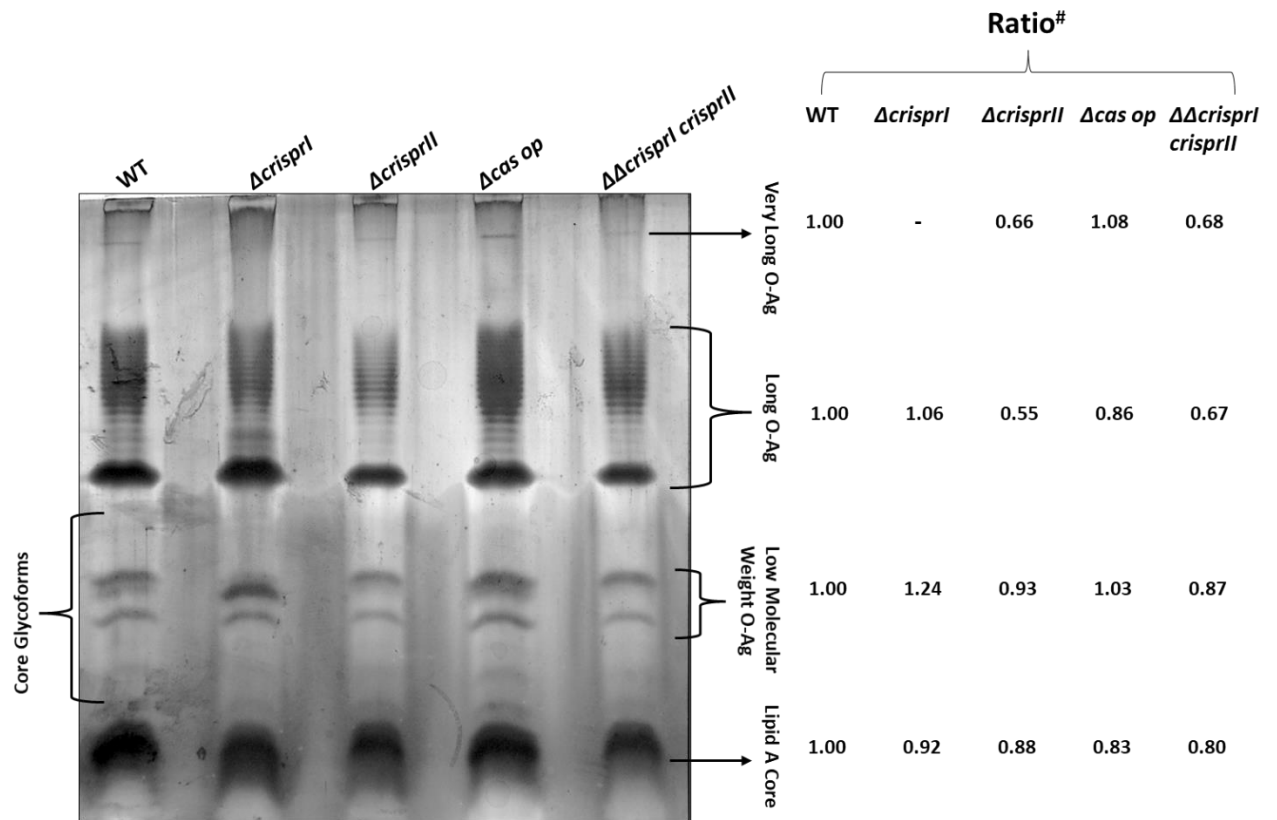 Ratio#
WT ΔcrisprI ΔcrisprII Δcas op ΔΔcrisprI
crisprII
WT ΔcrisprI ΔcrisprII Δcas op ΔΔcrisprI crisprII
Very Long O-Ag
1.00 - 0.66 1.08 0.68
Long O-Ag
1.00 1.06 0.55 0.86 0.67
Core Glycoforms
Low Molecular
Weight O-Ag
1.00 1.24 0.93 1.03 0.87
Lipid A Core
1.00 0.92 0.88 0.83 0.80